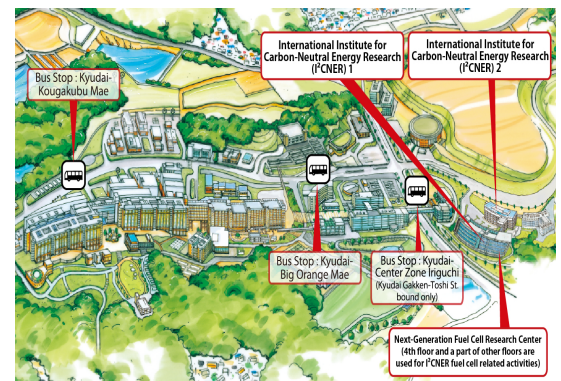 International Institute for
Carbon-Neutral Energy Research
(I²CNER) 1
International Institute for
Carbon-Neutral Energy Research
(I²CNER) 2
Bus Stop : Kyudai-
Kougakubu Mae
Bus Stop : Kyudai-
Big Orange Mae
Bus Stop : Kyudai-
Center Zone Iriguchi
(Kyudai Gakken-Toshi St.
bound only)
Next-Generation Fuel Cell Research Center
(4th floor and a part of other floors are
used for I²CNER fuel cell related activities)